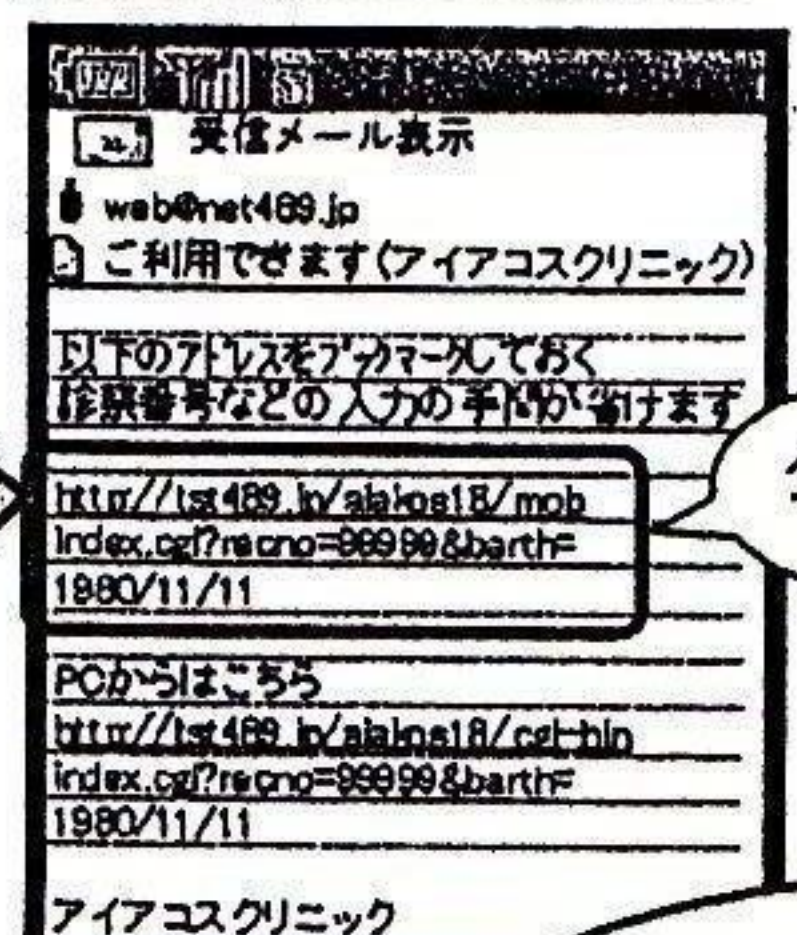 受信メール表示
web@net489.jp
ご利用できます(アイアコスクリニック)
以下のアドレスをブックマークしておく
診察番号などの入力の手間が省けます
http://tst489.jp/aiakos18/mob
index.cgi?recno=99999&barth=
1980/11/11
PCからはこちら
http://tst489.jp/aiakos18/cgi-bin
index.cgi?recno=99999&barth=
1980/11/11
アイアコスクリニック